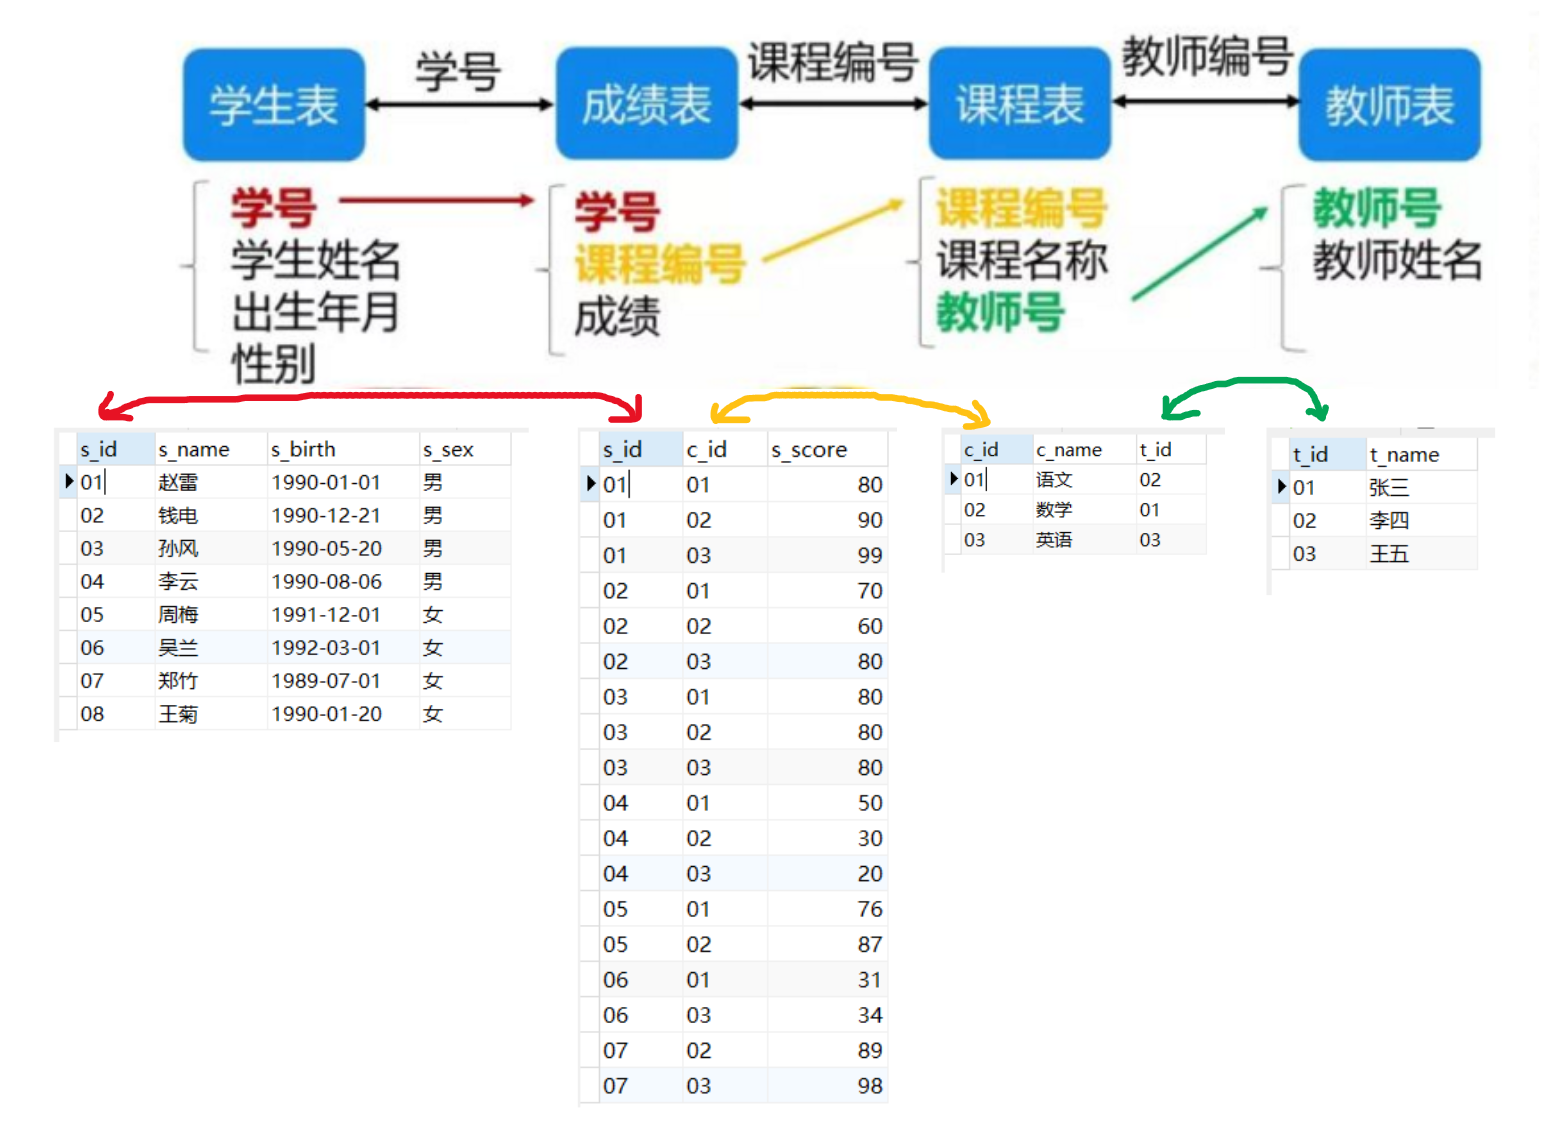 学生表
学号
成绩表
课程编号
课程表
教师编号
教师表
学号
学生姓名
出生年月
性别
学号
课程编号
成绩
课程编号
课程名称
教师号
教师号
教师姓名
s_id s_name s_birth s_sex
01 赵雷 1990-01-01 男
02 钱电 1990-12-21 男
03 孙风 1990-05-20 男
04 李云 1990-08-06 男
05 周梅 1991-12-01 女
06 吴兰 1992-03-01 女
07 郑竹 1989-07-01 女
08 王菊 1990-01-20 女
s_id c_id s_score
01 01 80
01 02 90
01 03 99
02 01 70
02 02 60
02 03 80
03 01 80
03 02 80
03 03 80
04 01 50
04 02 30
04 03 20
05 01 76
05 02 87
06 01 31
06 03 34
07 02 89
07 03 98
c_id c_name t_id
01 语文 02
02 数学 01
03 英语 03
t_id t_name
01 张三
02 李四
03 王五